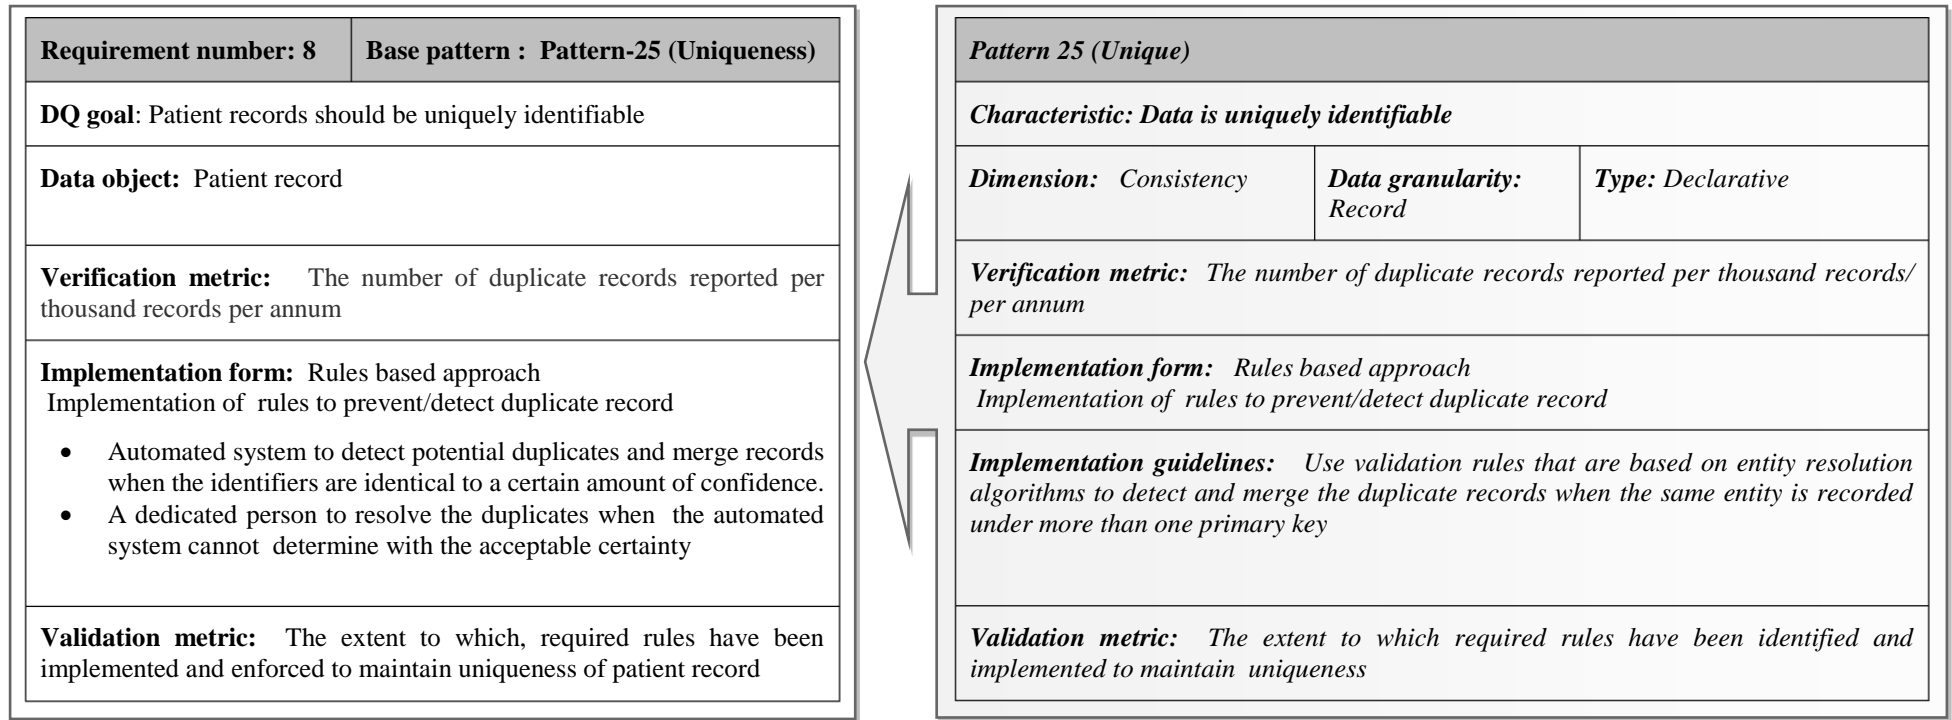 Requirement number: 8
Base pattern : Pattern-25 (Uniqueness)
DQ goal: Patient records should be uniquely identifiable
Data object: Patient record
Verification metric: The number of duplicate records reported per
thousand records per annum
Implementation form: Rules based approach
Implementation of rules to prevent/detect duplicate record
• Automated system to detect potential duplicates and merge records
when the identifiers are identical to a certain amount of confidence.
• A dedicated person to resolve the duplicates when the automated
system cannot determine with the acceptable certainty
Validation metric: The extent to which, required rules have been
implemented and enforced to maintain uniqueness of patient record
Pattern 25 (Unique)
Characteristic: Data is uniquely identifiable
Dimension: Consistency
Data granularity:
Record
Type: Declarative
Verification metric: The number of duplicate records reported per thousand records/
per annum
Implementation form: Rules based approach
Implementation of rules to prevent/detect duplicate record
Implementation guidelines: Use validation rules that are based on entity resolution
algorithms to detect and merge the duplicate records when the same entity is recorded
under more than one primary key
Validation metric: The extent to which required rules have been identified and
implemented to maintain uniqueness